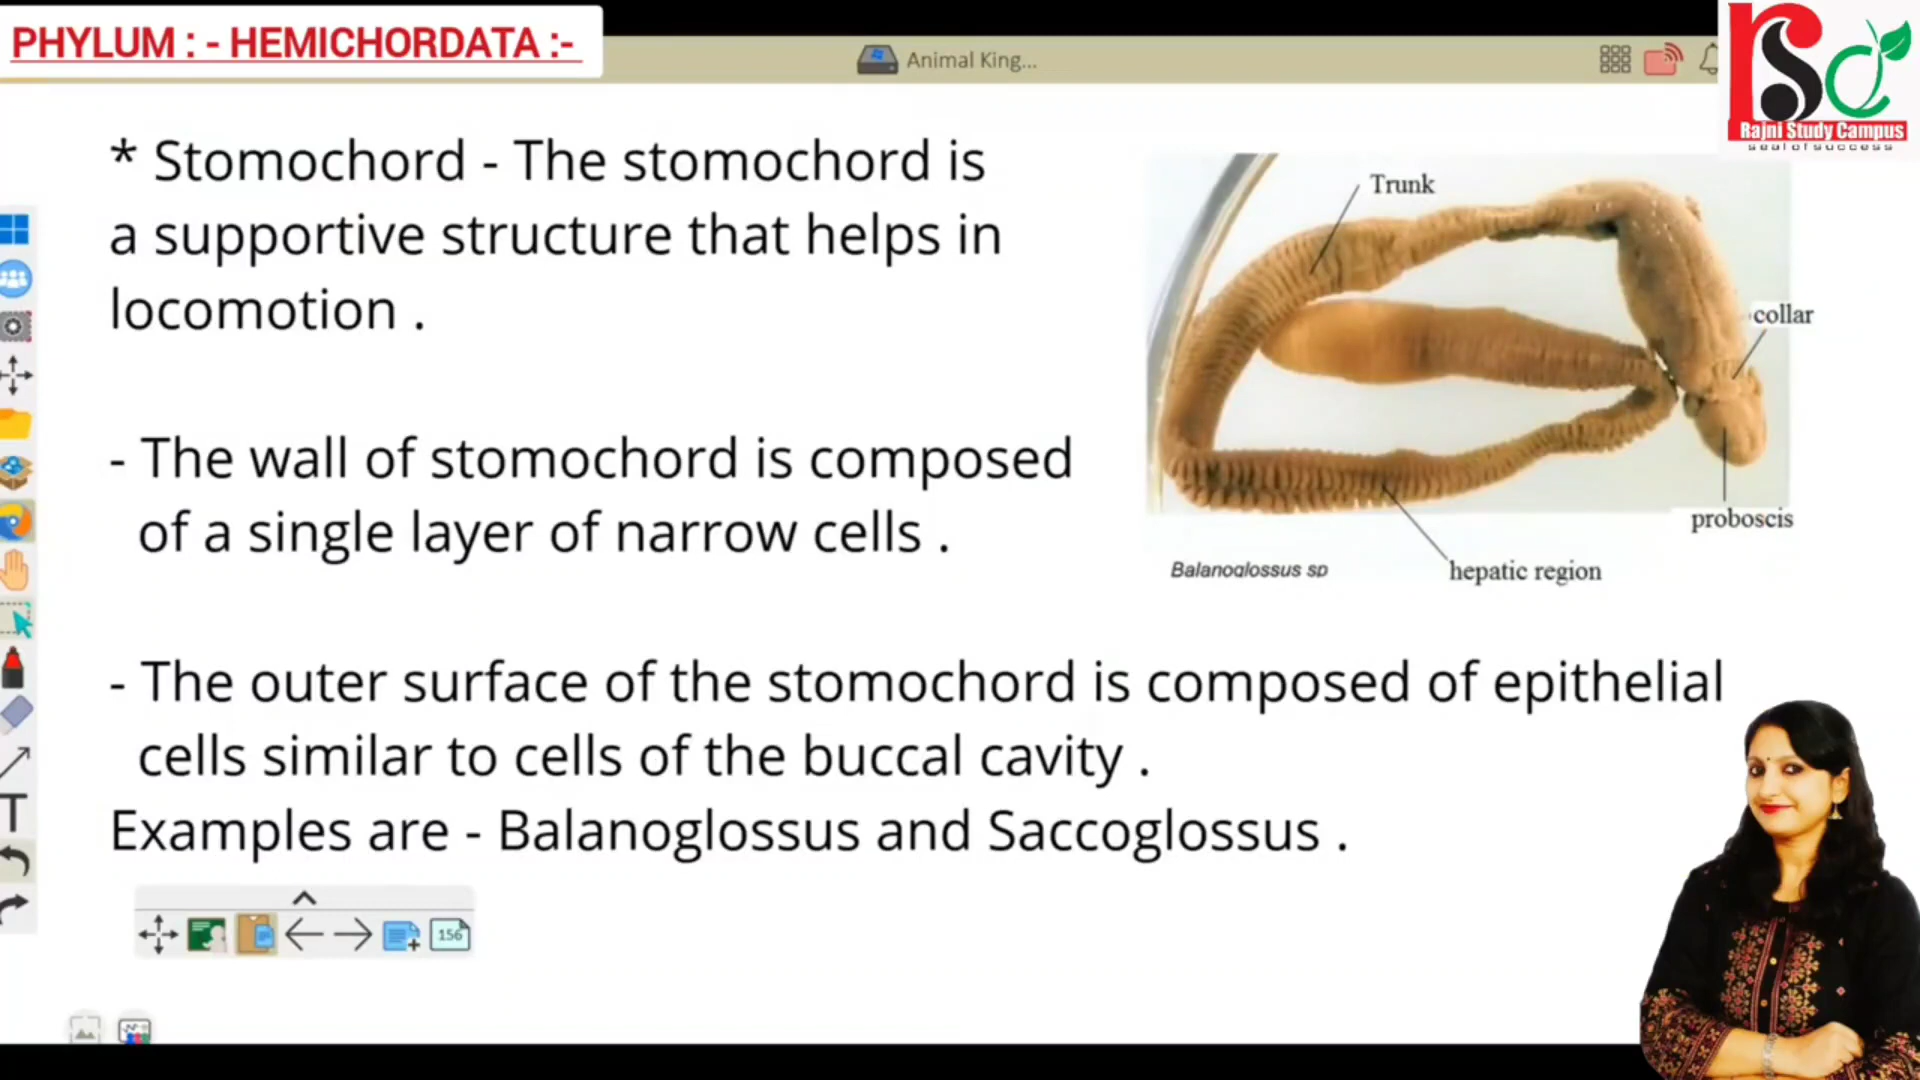 PHYLUM : - HEMICHORDATA :-
Animal King...
Rajni Study Campus
seal of success
* Stomochord - The stomochord is
a supportive structure that helps in
locomotion .
Trunk
collar
proboscis
Balanoglossus sp
hepatic region
- The wall of stomochord is composed
of a single layer of narrow cells .
- The outer surface of the stomochord is composed of epithelial
cells similar to cells of the buccal cavity .
Examples are - Balanoglossus and Saccoglossus .
T
156